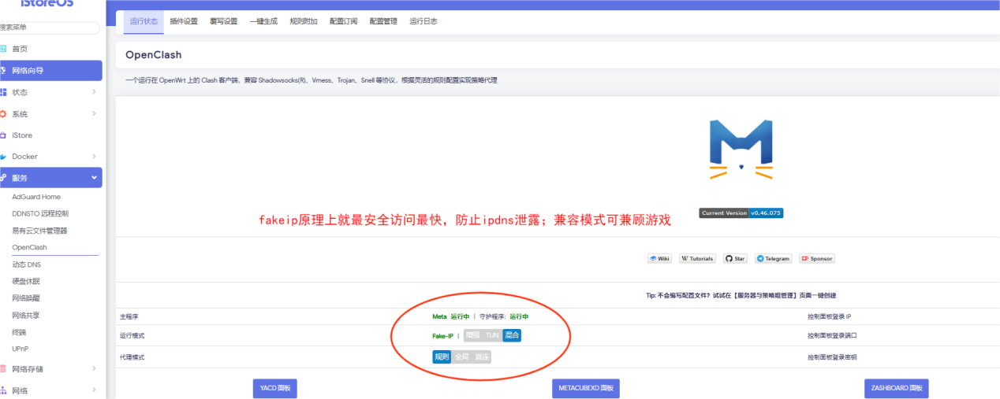 iStoreOS
搜索菜单
首页
网络向导
状态
系统
iStore
Docker
服务
AdGuard Home
DDNSTO 远程控制
易有云文件管理器
OpenClash
动态 DNS
硬盘休眠
网络唤醒
网络共享
终端
UPnP
网络存储
网络
运行状态 插件设置 覆写设置 一键生成 规则附加 配置订阅 配置管理 运行日志
OpenClash
一个运行在 OpenWrt 上的 Clash 客户端，兼容 Shadowsocks(R)、Vmess、Trojan、Snell 等协议，根据灵活的规则配置实现策略代理
fakeip原理上就最安全访问最快，防止ipdns泄露；兼容模式可兼顾游戏
Current Version v0.46.075
Wiki Tutorials Star Telegram Sponsor
Tip: 不会编写配置文件？试试在【服务器与策略组管理】页面一键创建
主程序 Meta 运行中 | 守护程序: 运行中 控制面板登录 IP
运行模式 Fake-IP | 增强 TUN 混合 控制面板登录端口
代理模式 规则 全局 直连 控制面板登录密钥
YACD 面板 METACUBEXD 面板 ZASHBOARD 面板